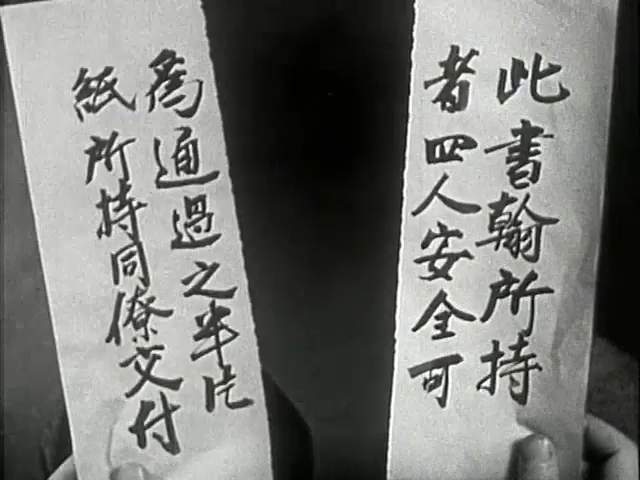 此書翰所持
者四人安全可
為通過之半片
紙所持同僚交付